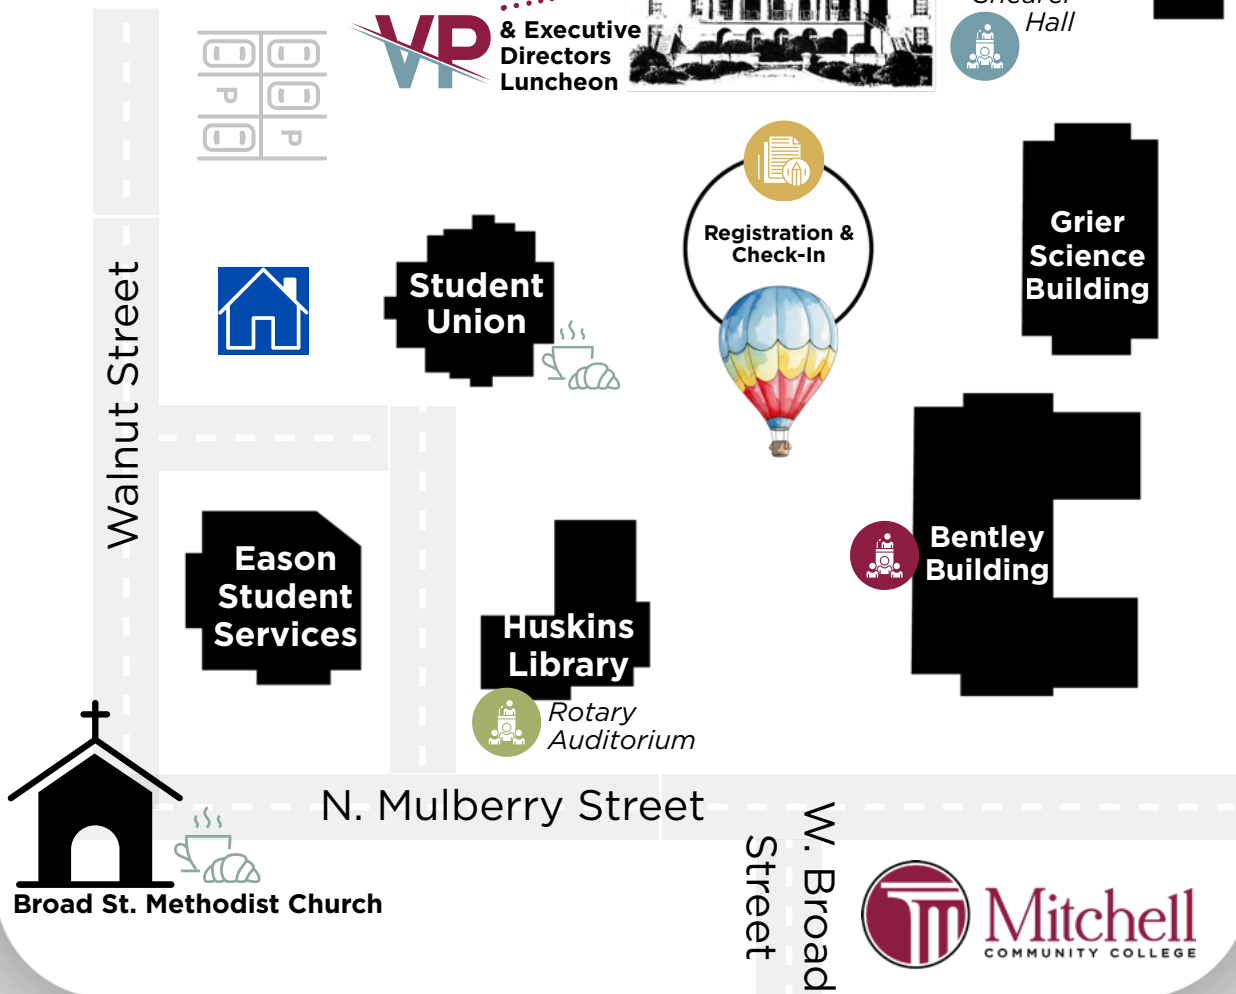 Hall
VP
& Executive
Directors
Luncheon
P
P
Registration &
Check-In
Grier
Science
Building
Student
Union
Walnut Street
Eason
Student
Services
Bentley
Building
Huskins
Library
Rotary
Auditorium
N. Mulberry Street
W. Broad
Street
Broad St. Methodist Church
Mitchell
COMMUNITY COLLEGE